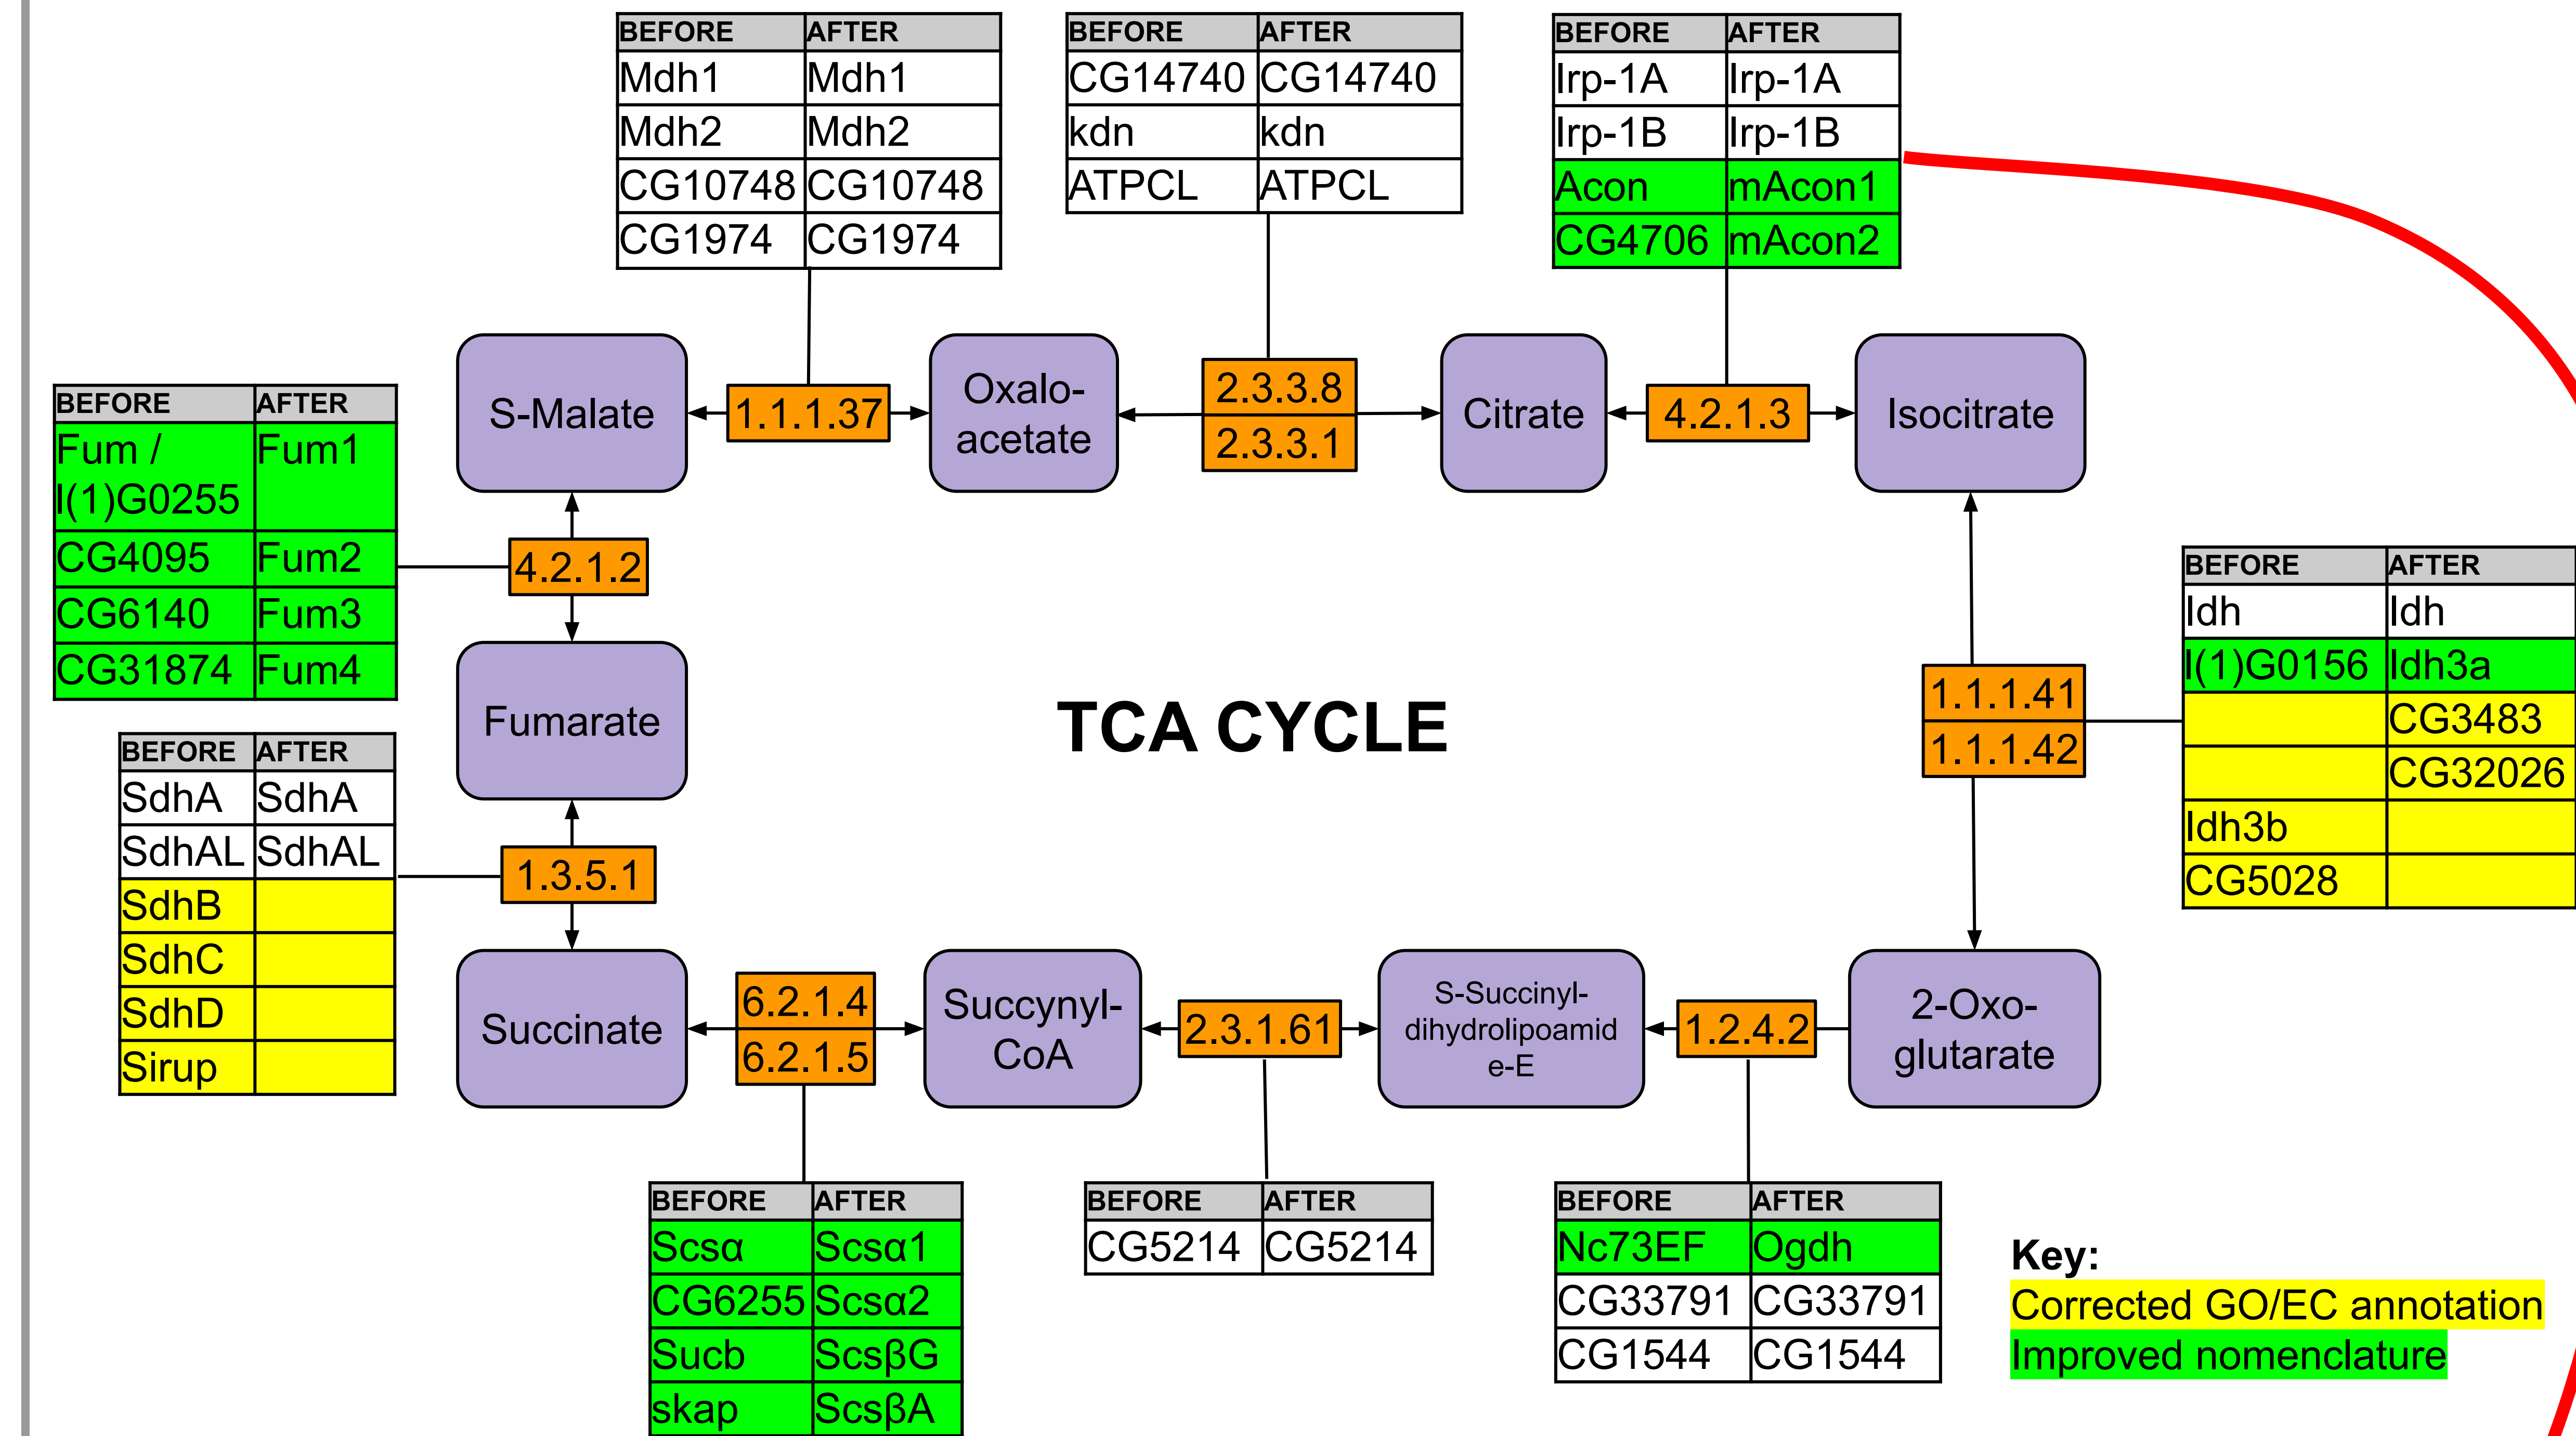 BEFORE AFTER
Mdh1 Mdh1
Mdh2 Mdh2
CG10748 CG10748
CG1974 CG1974
BEFORE AFTER
CG14740 CG14740
kdn kdn
ATPCL ATPCL
BEFORE AFTER
Irp-1A Irp-1A
Irp-1B Irp-1B
Acon mAcon1
CG4706 mAcon2
S-Malate
1.1.1.37
Oxalo-
acetate
2.3.3.8
2.3.3.1
Citrate
4.2.1.3
Isocitrate
BEFORE AFTER
Fum / Fum1
l(1)G0255
CG4095 Fum2
CG6140 Fum3
CG31874 Fum4
4.2.1.2
Fumarate
TCA CYCLE
1.1.1.41
1.1.1.42
BEFORE AFTER
Idh Idh
l(1)G0156 Idh3a
CG3483
CG32026
Idh3b
CG5028
BEFORE AFTER
SdhA SdhA
SdhAL SdhAL
SdhB
SdhC
SdhD
Sirup
1.3.5.1
Succinate
6.2.1.4
6.2.1.5
Succynyl-
CoA
2.3.1.61
S-Succinyl-
dihydrolipoamid
e-E
1.2.4.2
2-Oxo-
glutarate
BEFORE AFTER
Scsα Scsα1
CG6255 Scsα2
Sucb ScsβG
skap ScsβA
BEFORE AFTER
CG5214 CG5214
BEFORE AFTER
Nc73EF Ogdh
CG33791 CG33791
CG1544 CG1544
Key:
Corrected GO/EC annotation
Improved nomenclature